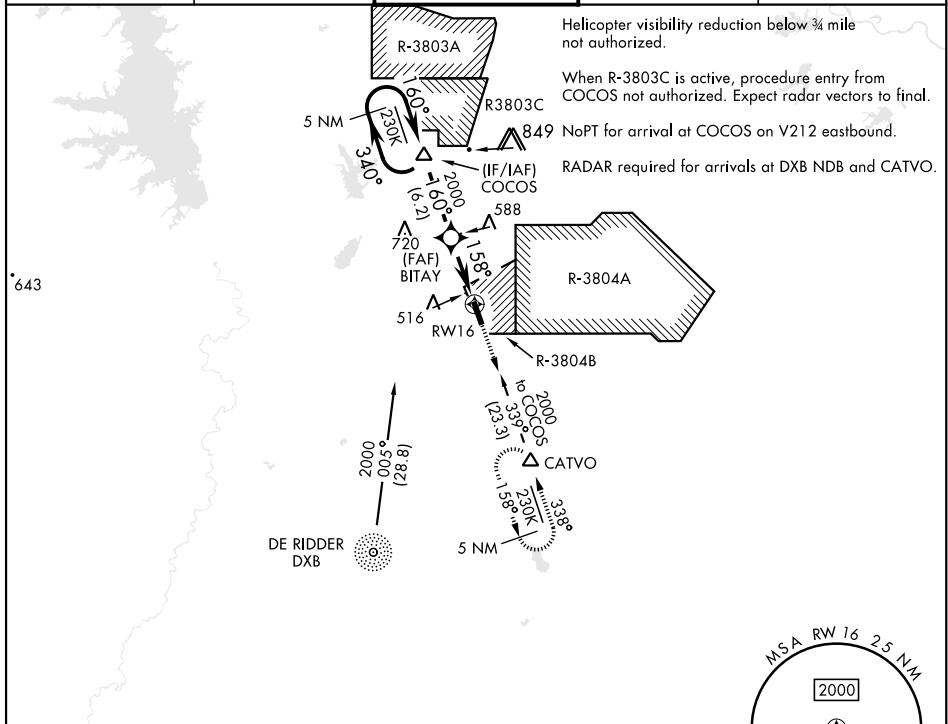 Helicopter visibility reduction below ¾ mile
not authorized.
When R-3803C is active, procedure entry from
COCOS not authorized. Expect radar vectors to final.
NoPT for arrival at COCOS on V212 eastbound.
RADAR required for arrivals at DXB NDB and CATVO.
R-3803A
R3803C
5 NM
230K
160°
340°
849
(IF/IAF)
COCOS
2000
160°
(6.2)
588
720
(FAF)
BITAY
158°
R-3804A
643
516
RW16
R-3804B
2000
to COCOS
339°
(23.3)
CATVO
2000
005°
(28.8)
158°
230K
338°
5 NM
DE RIDDER
DXB
MSA RW 16 25 NM
2000